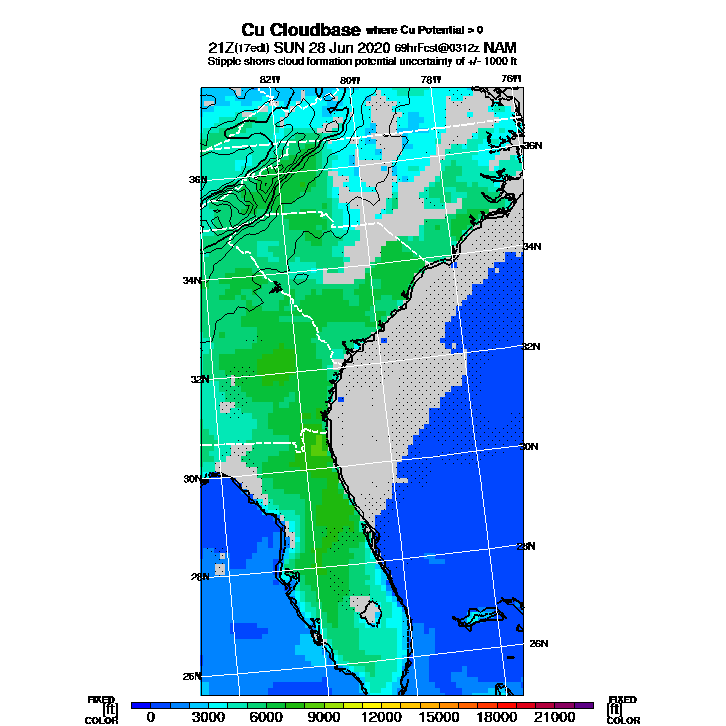 Cu Cloudbase where Cu Potential > 0
21Z(17edt) SUN 28 Jun 2020 69hrFcst@0312z NAM
Stipple shows cloud formation potential uncertainty of +/- 1000 ft
82W 80W 78W 76W
36N
36N
34N
34N
32N
32N
30N
30N
28N
28N
26N
26N
FIXED FIXED
[ft] 0 3000 6000 9000 12000 15000 18000 21000 [ft]
COLOR COLOR